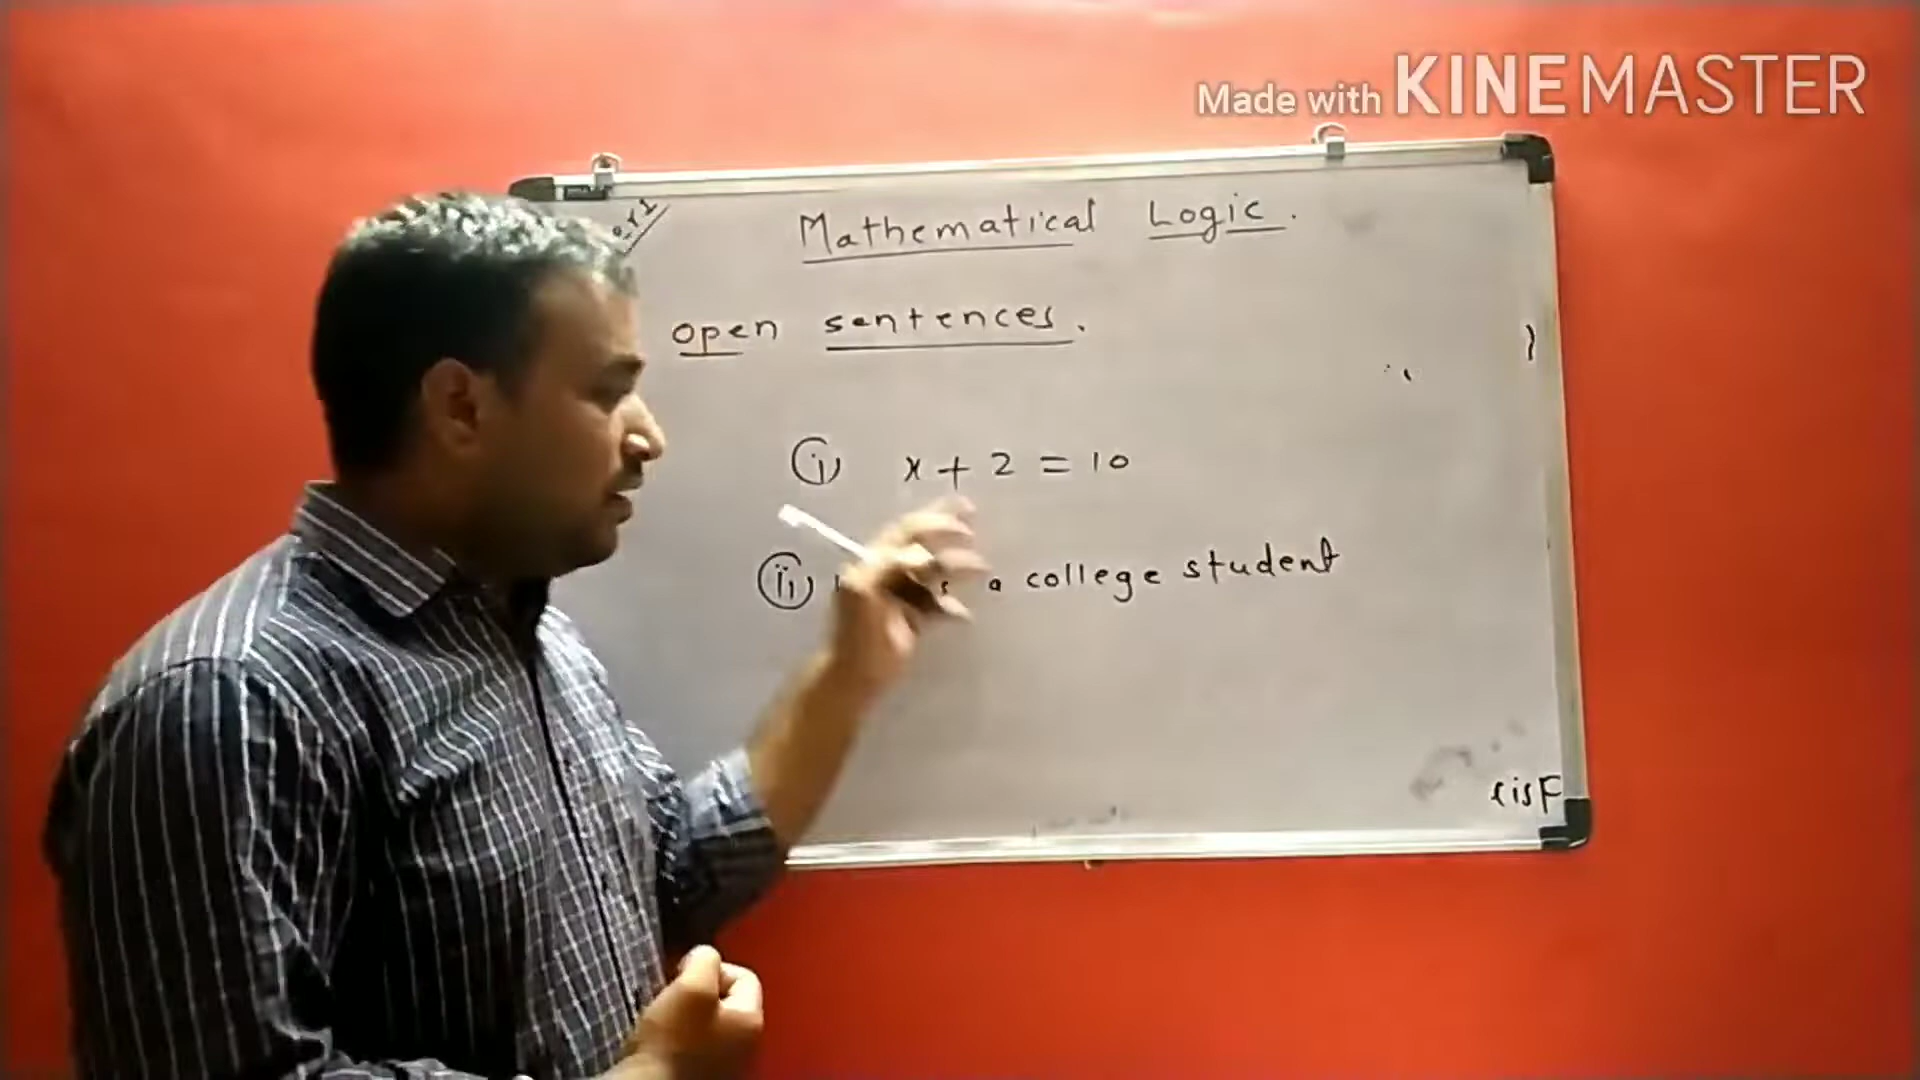 Made with KINEMASTER
Mathematical Logic.
open sentences.
(i) x + 2 = 10
(ii) a college student